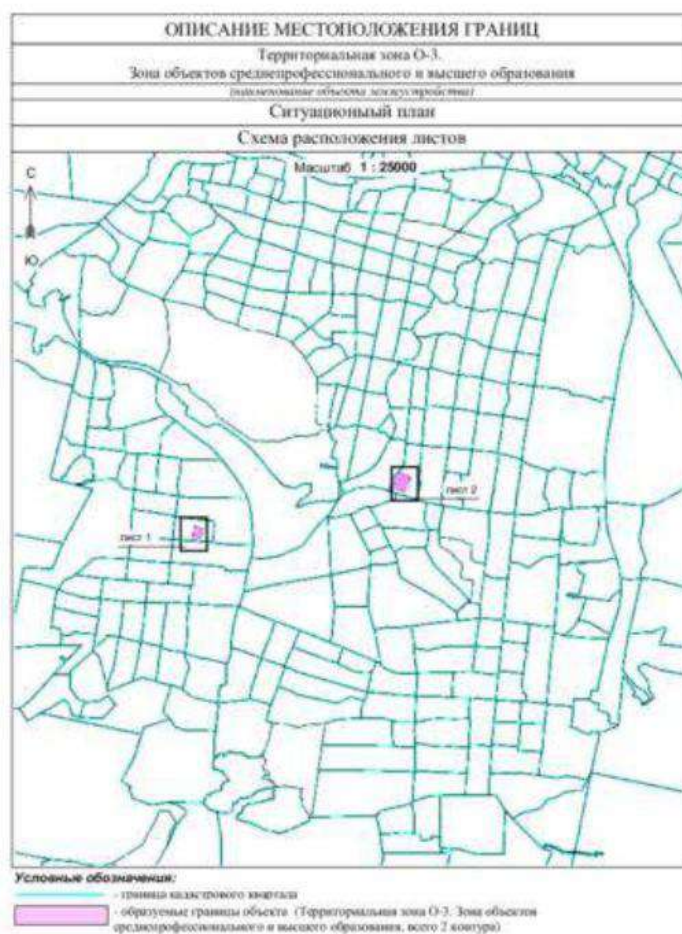 ОПИСАНИЕ МЕСТОПОЛОЖЕНИЯ ГРАНИЦ
Территориальная зона О-3.
Зона объектов среднепрофессионального и высшего образования
(наименование объекта землеустройства)
Ситуационый план
Схема расположения листов
Масштаб 1 : 25000
С
Ю
лист 2
лист 1
Условные обозначения:
- граница кадастрового квартала
- образуемые границы объекта (Территориальная зона О-3. Зона объектов
среднепрофессионального и высшего образования, всего 2 контура)